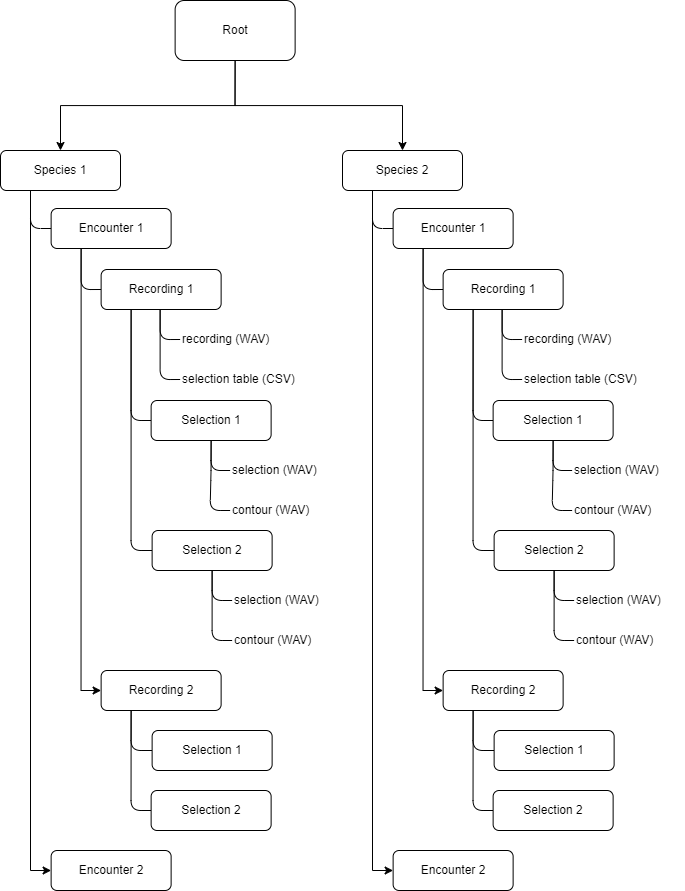 Root
Species 1
Encounter 1
Recording 1
recording (WAV)
selection table (CSV)
Selection 1
selection (WAV)
contour (WAV)
Selection 2
selection (WAV)
contour (WAV)
Recording 2
Selection 1
Selection 2
Encounter 2
Species 2
Encounter 1
Recording 1
recording (WAV)
selection table (CSV)
Selection 1
selection (WAV)
contour (WAV)
Selection 2
selection (WAV)
contour (WAV)
Recording 2
Selection 1
Selection 2
Encounter 2